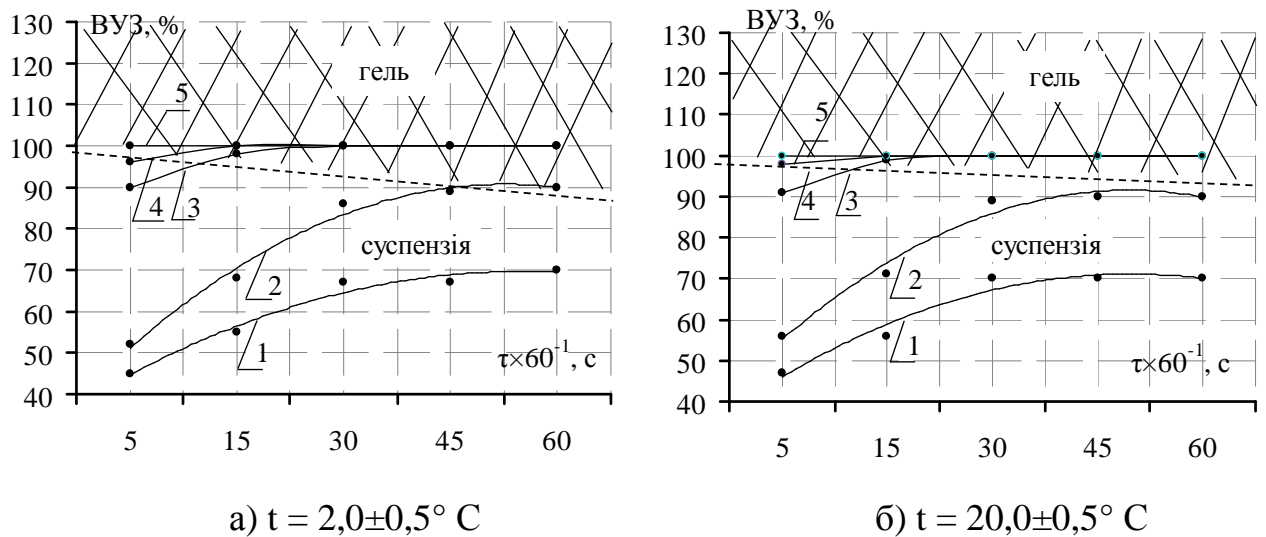 ВУЗ, %
130
120
110
100
90
80
70
60
50
40
гель
5
4
3
суспензія
2
1
τ×60⁻¹, с
5 15 30 45 60
а) t = 2,0±0,5° С
ВУЗ, %
130
120
110
100
90
80
70
60
50
40
гель
5
4
3
суспензія
2
1
τ×60⁻¹, с
5 15 30 45 60
б) t = 20,0±0,5° С